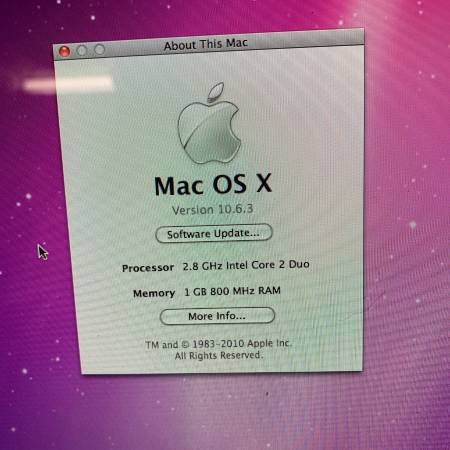 About This Mac
Mac OS X
Version 10.6.3
Software Update...
Processor 2.8 GHz Intel Core 2 Duo
Memory 1 GB 800 MHz RAM
More Info...
TM and © 1983-2010 Apple Inc.
All Rights Reserved.